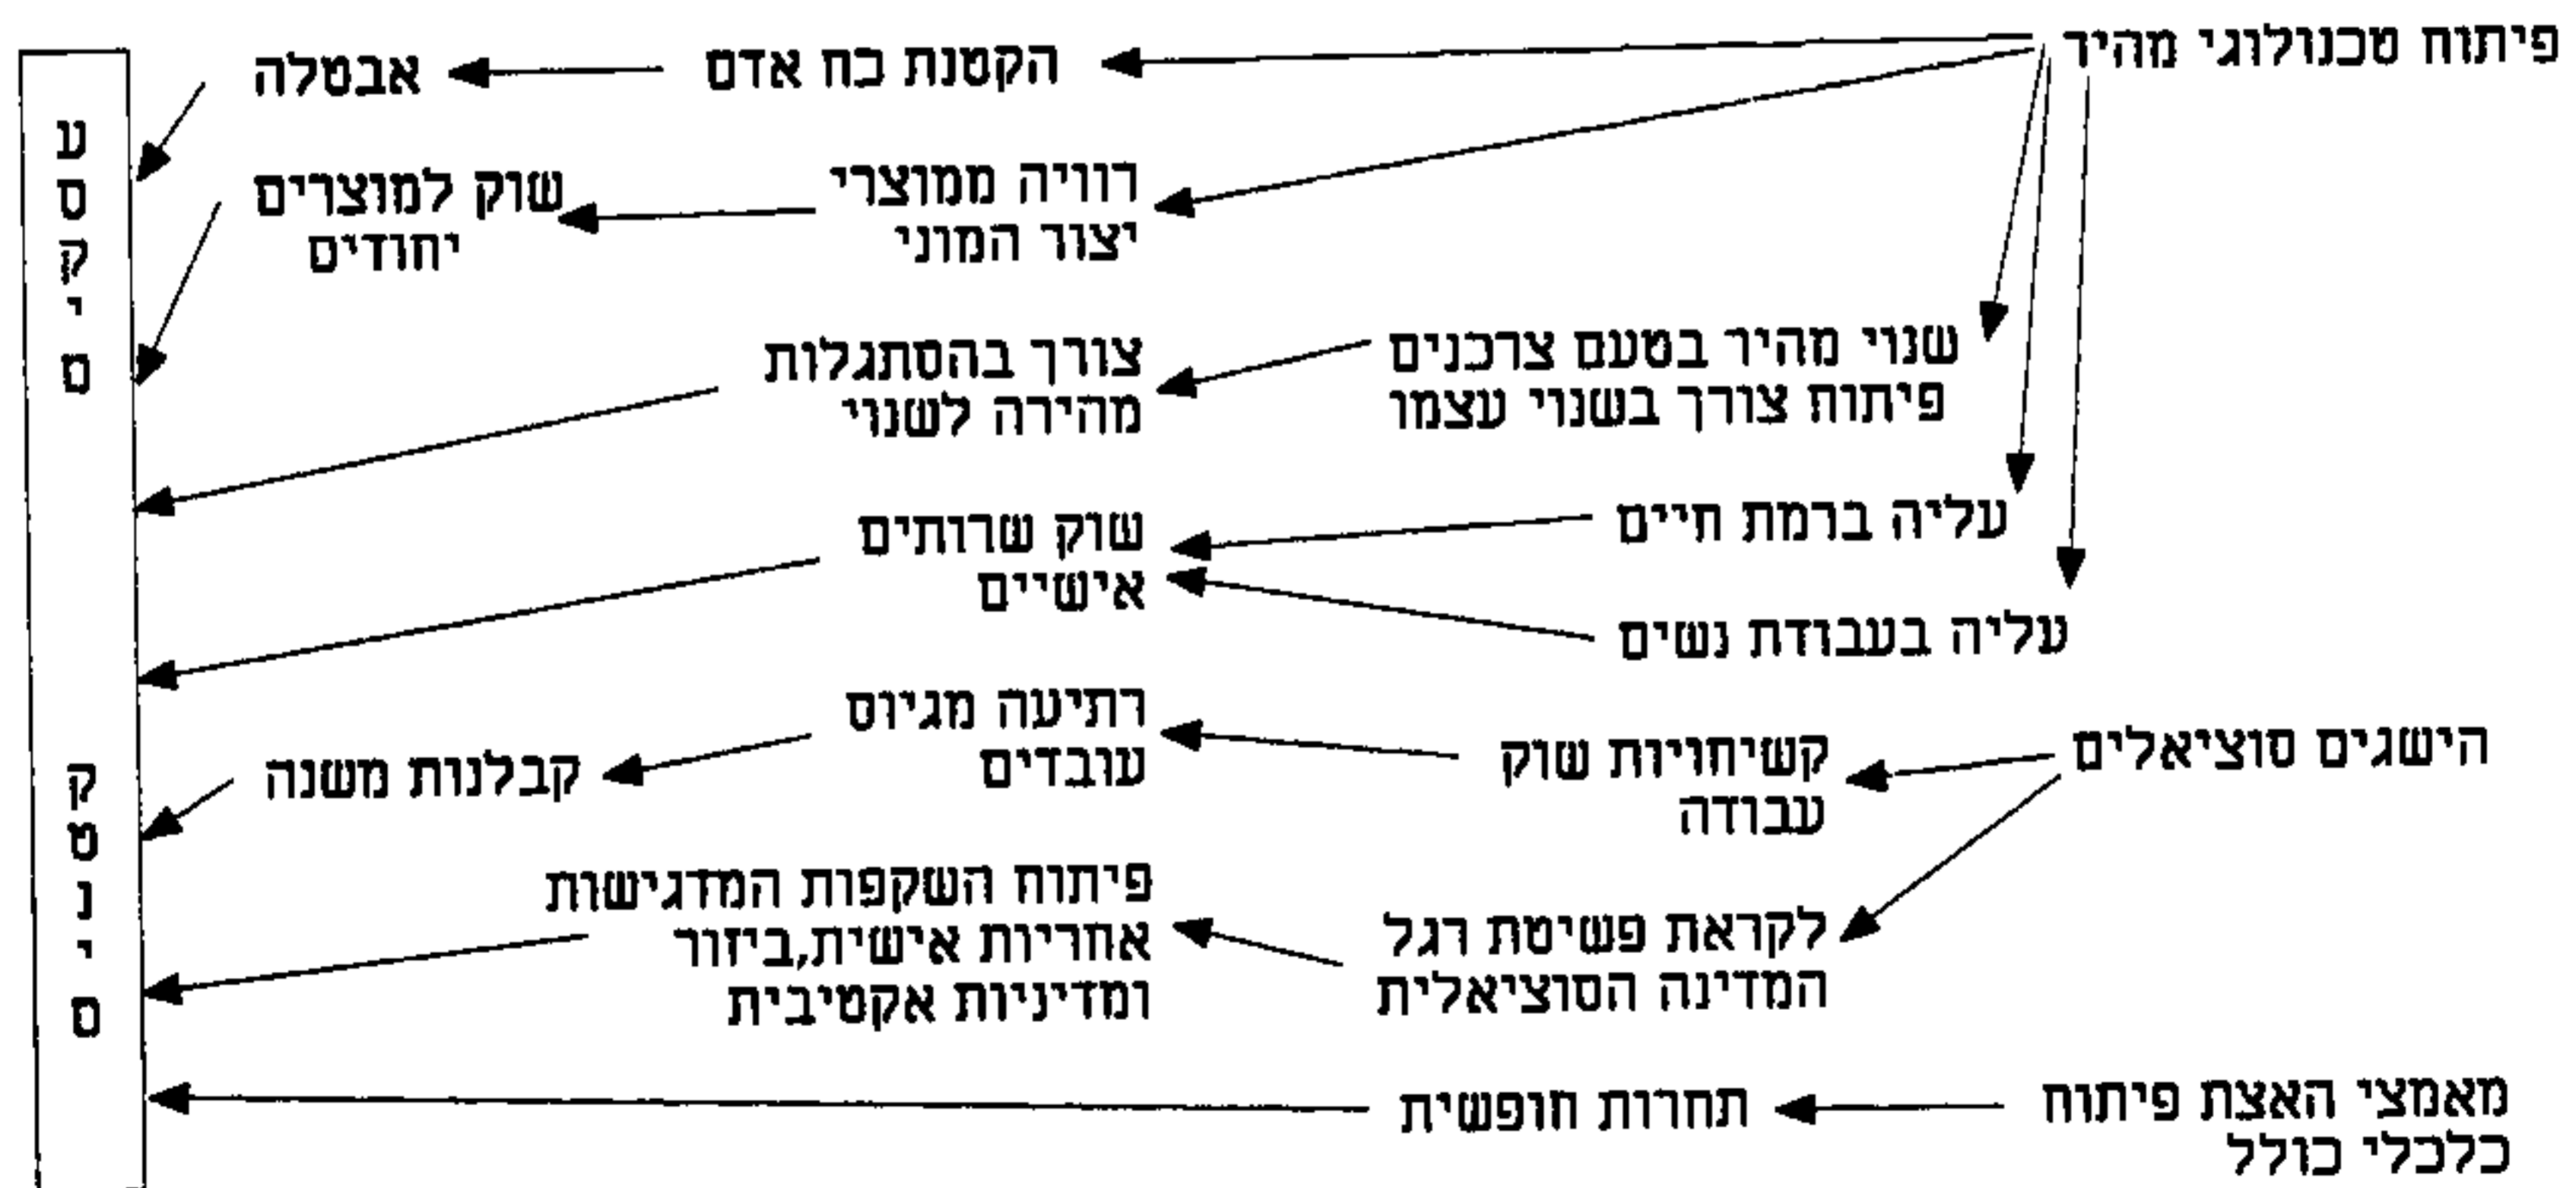 פיתוח טכנולוגי מהיר
הקטנת כח אדם
אבטלה
רוויה ממוצרי
יצור המוני
שוק למוצרים
יחודיים
שנוי מהיר בטעם צרכנים
פיתוח צורך בשנוי עצמו
צורך בהסתגלות
מהירה לשנוי
עליה ברמת חיים
עליה בעבודת נשים
שוק שרותים
אישיים
הישגים סוציאלים
קשיחויות שוק
עבודה
רתיעה מגיוס
עובדים
קבלנות משנה
לקראת פשיטת רגל
המדינה הסוציאלית
פיתוח השקפות המדגישות
אחריות אישית,ביזור
ומדיניות אקטיבית
מאמצי האצת פיתוח
כלכלי כולל
תחרות חופשית
עסקים
קטנים